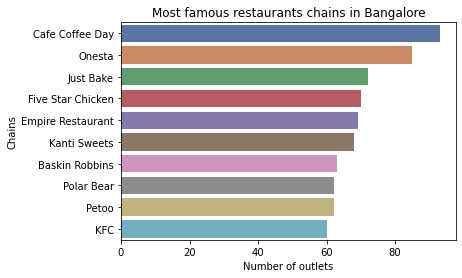 Most famous restaurants chains in Bangalore
Chains
Cafe Coffee Day
Onesta
Just Bake
Five Star Chicken
Empire Restaurant
Kanti Sweets
Baskin Robbins
Polar Bear
Petoo
KFC
0 20 40 60 80
Number of outlets